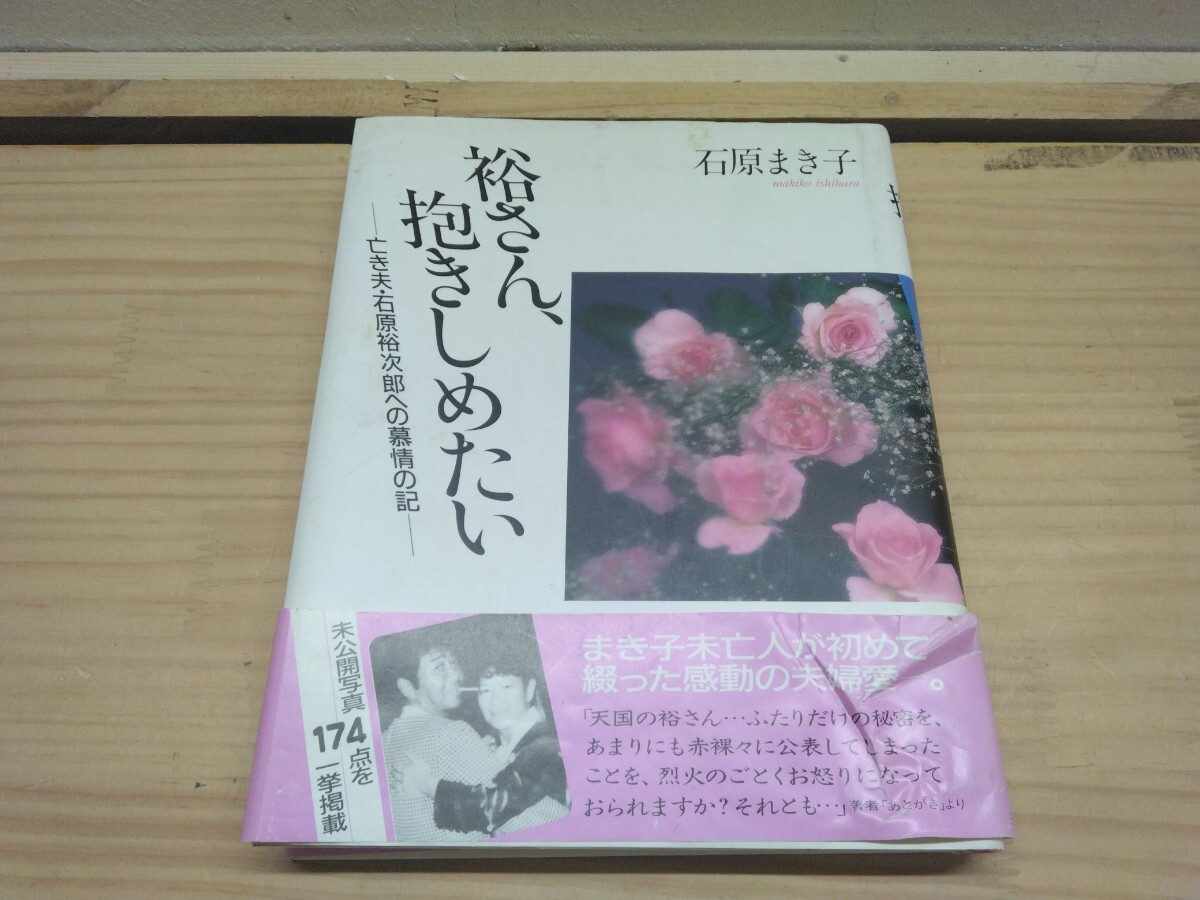 石原まき子
makiko ishihara
裕さん、
抱きしめたい
―亡き夫・石原裕次郎への慕情の記―
未公開写真
174点を
一挙掲載
まき子未亡人が初めて
綴った感動の夫婦愛―。
「天国の裕さん…ふたりだけの秘密を、
あまりにも赤裸々に公表してしまった
ことを、烈火のごとくお怒りになって
おられますか?それとも…」著者「あとがき」より